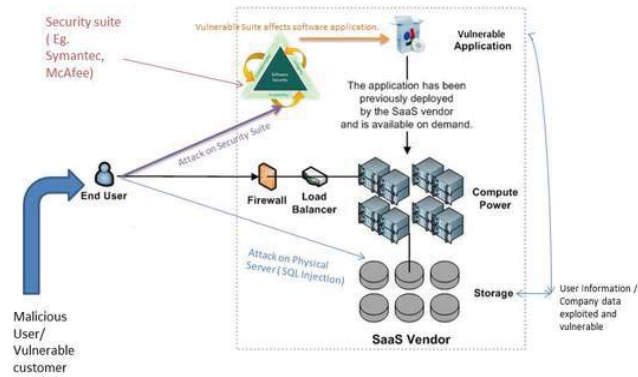 Security suite
( Eg.
Symantec,
McAfee)
Vulnerable Suite affects software application.
Vulnerable
Application
Software
Security
The application has been
previously deployed
by the SaaS vendor
and is available on demand.
Attack on Security Suite
End User
Firewall
Load
Balancer
Compute
Power
Attack on Physical
Server ( SQL Injection)
Storage
User Information /
Company data
exploited and
vulnerable
SaaS Vendor
Malicious
User/
Vulnerable
customer